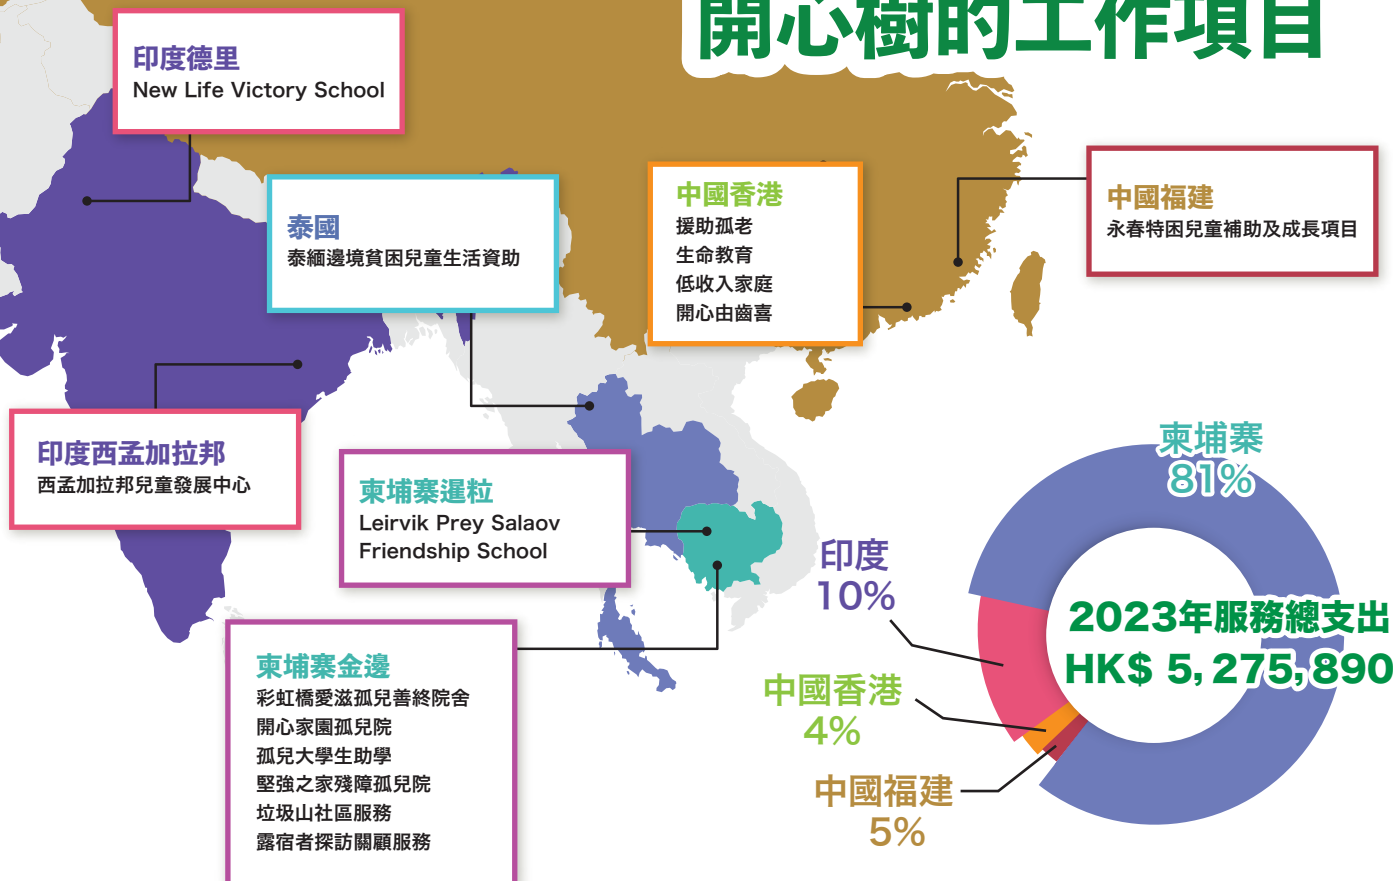 開心樹的工作項目
印度德里
New Life Victory School
泰國
泰緬邊境貧困兒童生活資助
中國香港
援助孤老
生命教育
低收入家庭
開心由齒喜
中國福建
永春特困兒童補助及成長項目
印度西孟加拉邦
西孟加拉邦兒童發展中心
柬埔寨暹粒
Leirvik Prey Salaov
Friendship School
柬埔寨金邊
彩虹橋愛滋孤兒善終院舍
開心家園孤兒院
孤兒大學生助學
堅強之家殘障孤兒院
垃圾山社區服務
露宿者探訪關顧服務
柬埔寨
81%
印度
10%
中國香港
4%
中國福建
5%
2023年服務總支出
HK$ 5,275,890